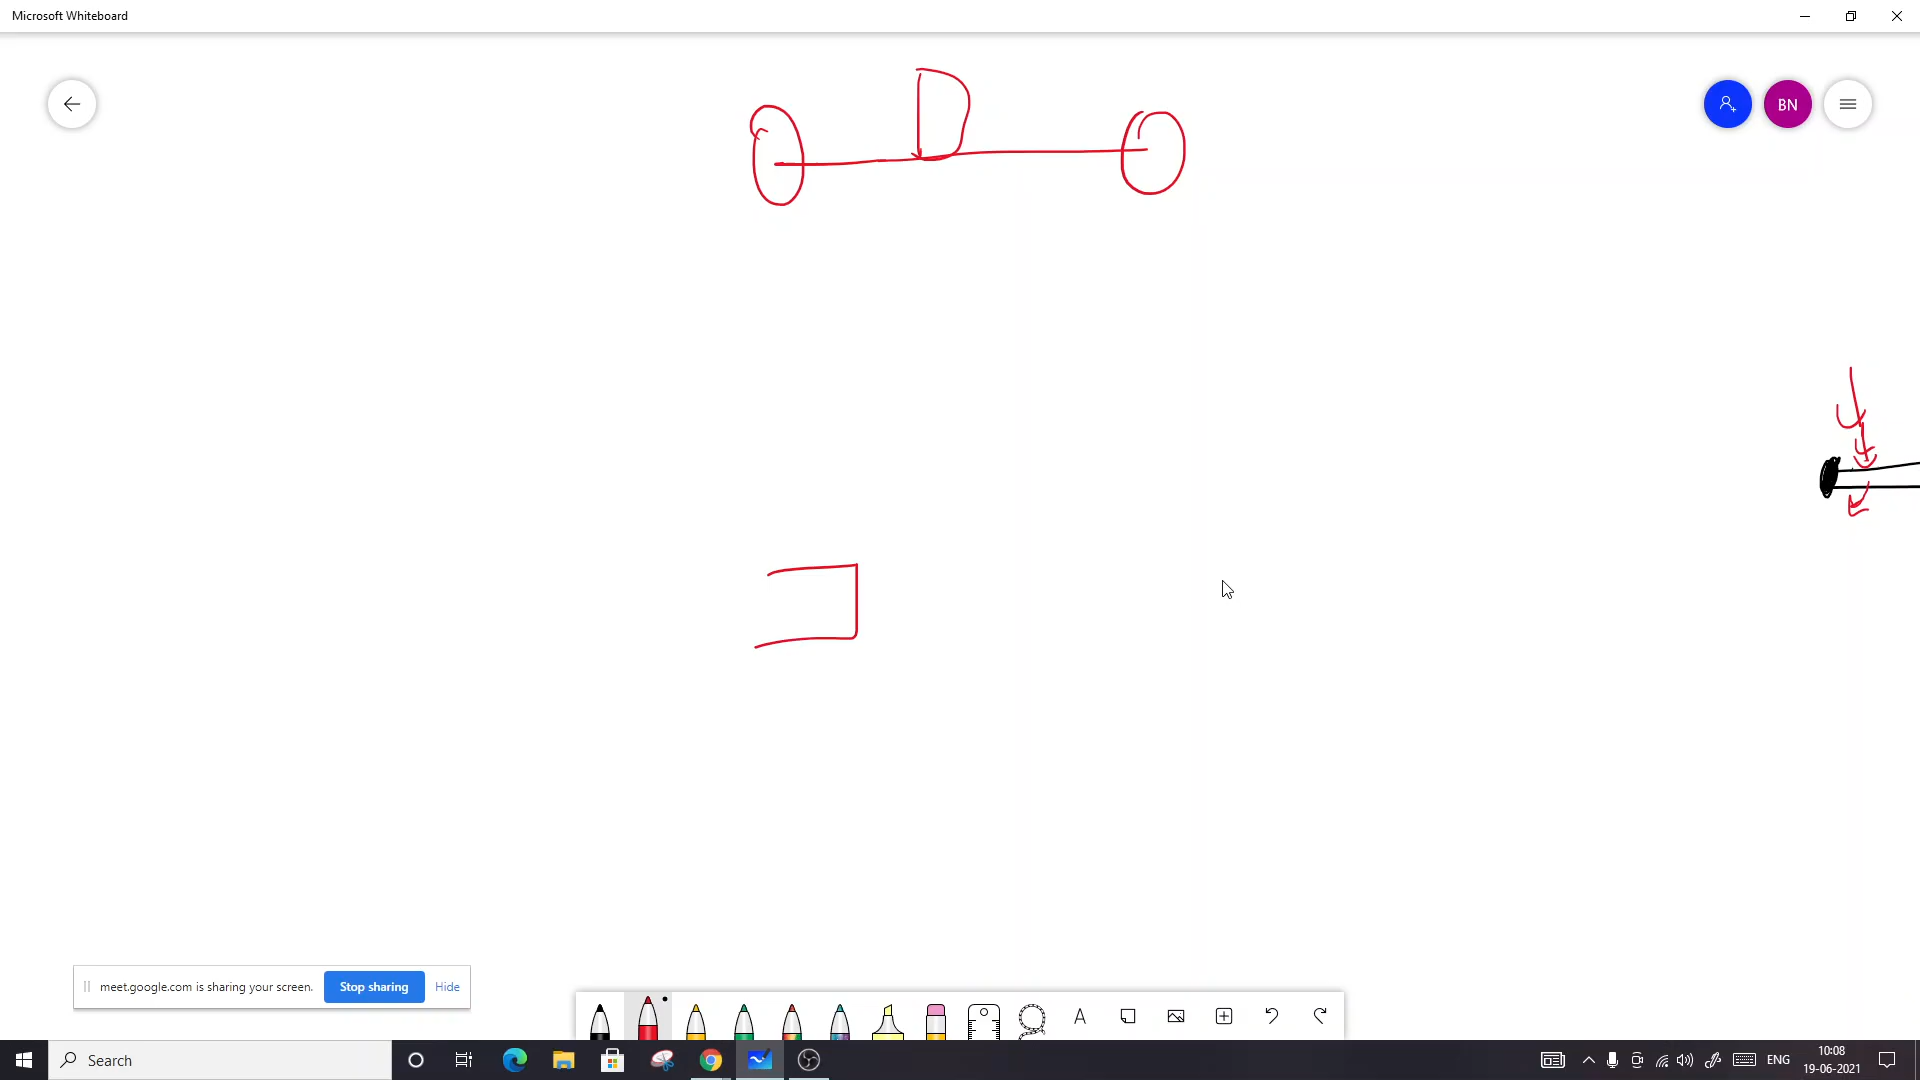 Microsoft Whiteboard
D
BN
meet.google.com is sharing your screen.
Stop sharing
Hide
A
Search
ENG
10:08
19-06-2021